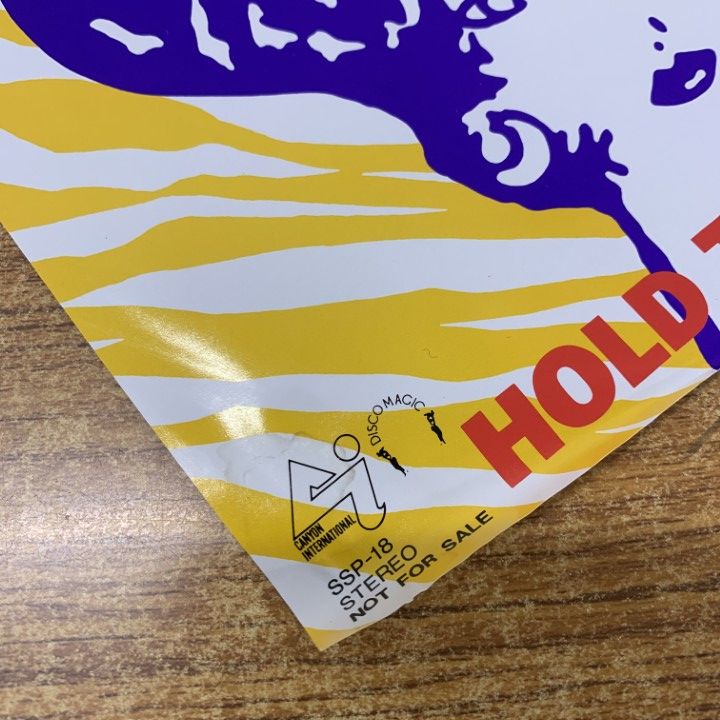 HOLD
DISCO MAGIC
CANYON
INTERNATIONAL
SSP-18
STEREO
NOT FOR SALE